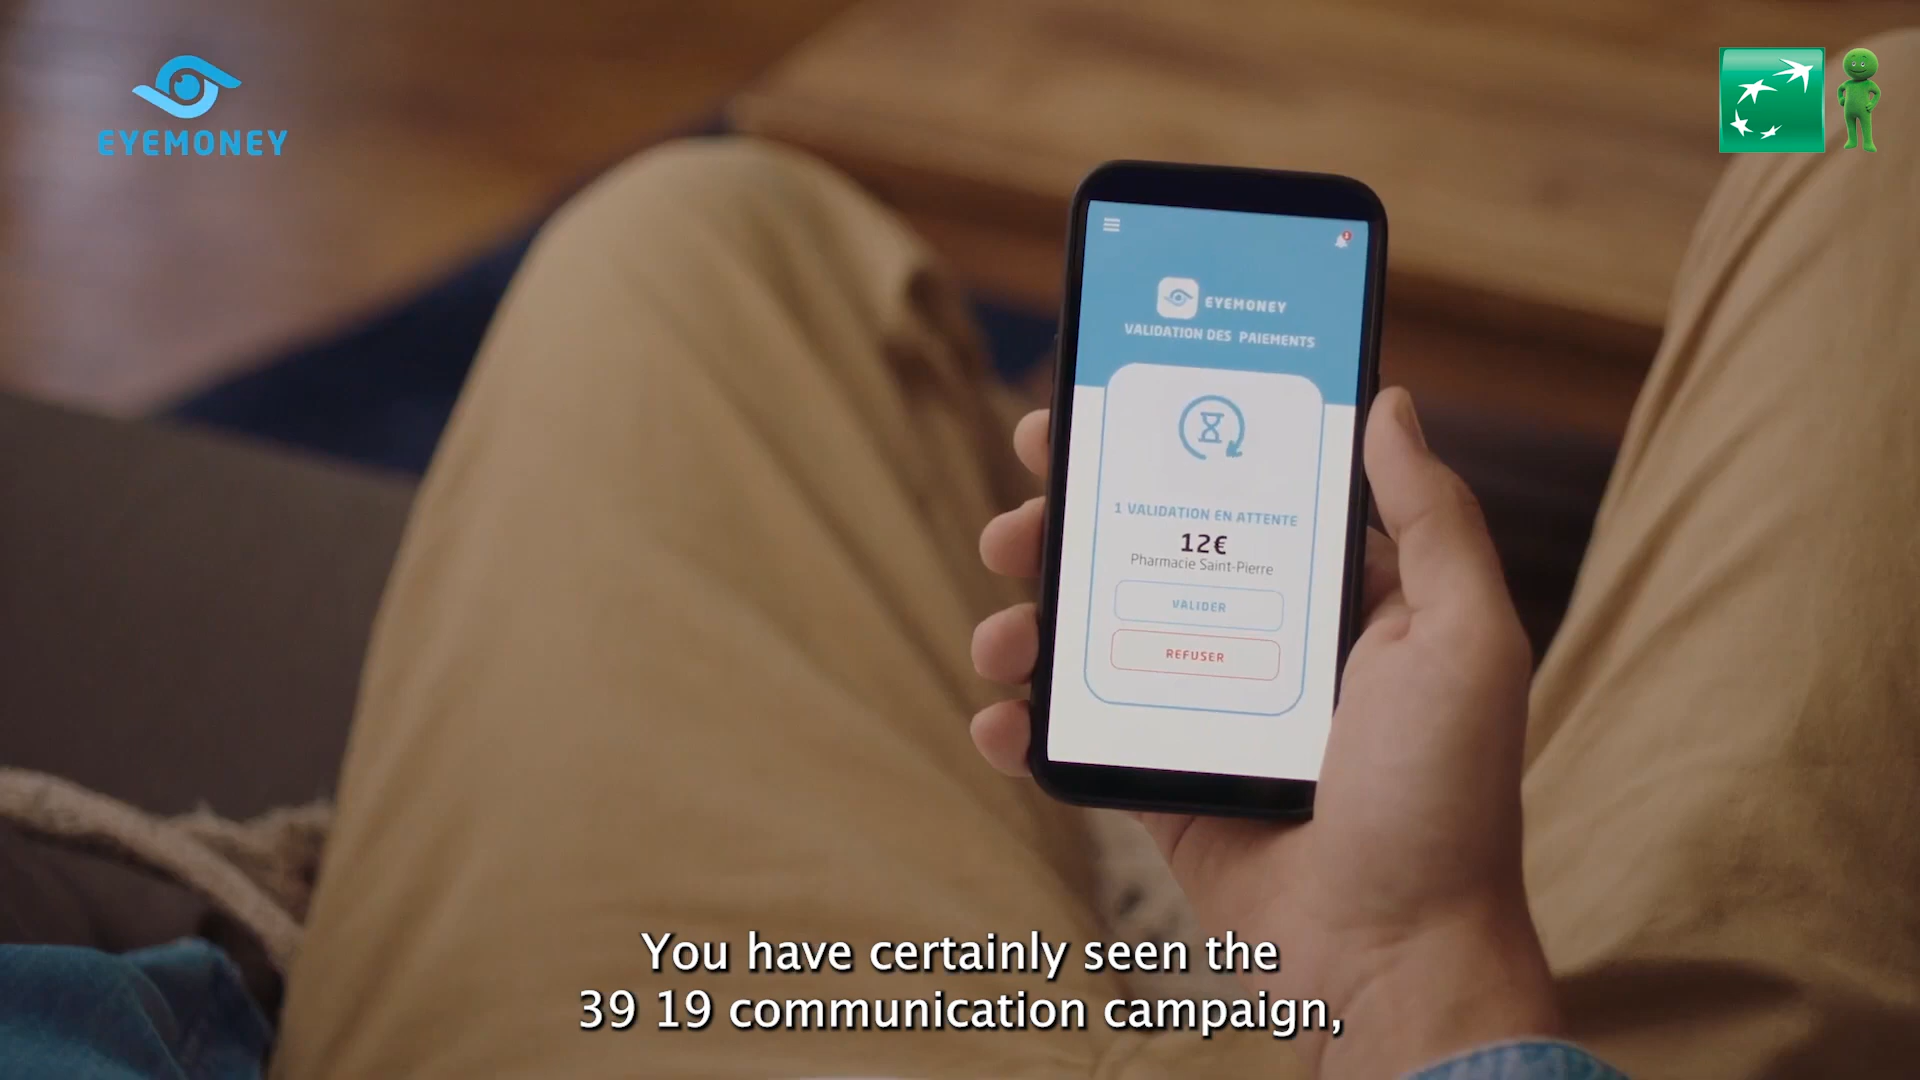 EYEMONEY
1
EYEMONEY
VALIDATION DES PAIEMENTS
1 VALIDATION EN ATTENTE
12€
Pharmacie Saint-Pierre
VALIDER
REFUSER
You have certainly seen the
39 19 communication campaign,